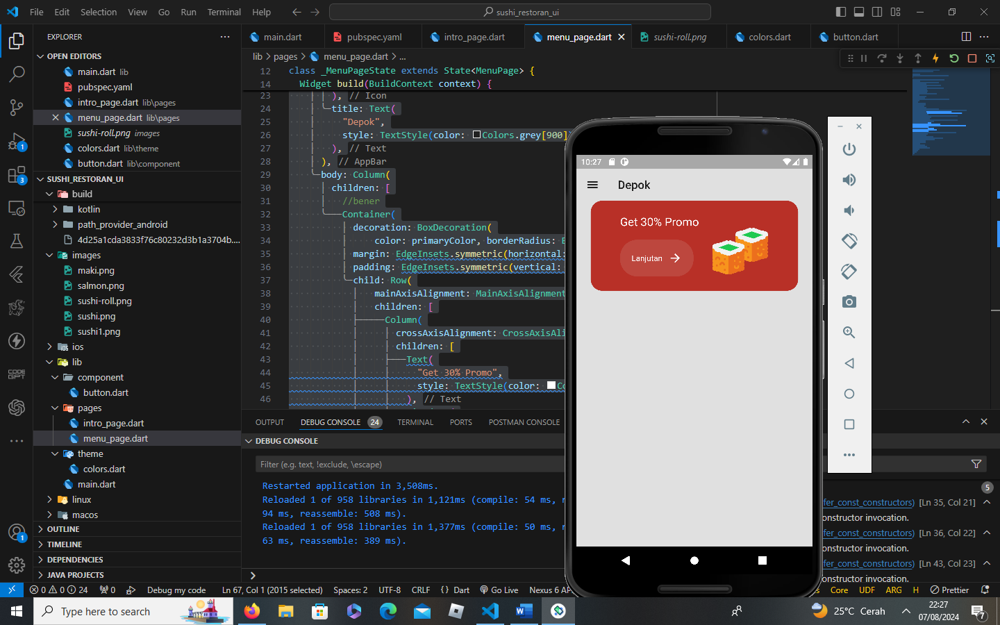 File Edit Selection View Go Run Terminal Help
sushi_restoran_ui
EXPLORER
OPEN EDITORS
main.dart lib
pubspec.yaml
intro_page.dart lib\pages
menu_page.dart lib\pages
sushi-roll.png images
colors.dart lib\theme
button.dart lib\component
SUSHI_RESTORAN_UI
build
kotlin
path_provider_android
4d25a1cda3833f76c80232d3b1a3704b....
images
maki.png
salmon.png
sushi-roll.png
sushi.png
sushi1.png
ios
lib
component
button.dart
pages
intro_page.dart
menu_page.dart
theme
colors.dart
main.dart
linux
macos
OUTLINE
TIMELINE
DEPENDENCIES
JAVA PROJECTS
1
3
CODE
GPT
1
main.dart pubspec.yaml intro_page.dart menu_page.dart sushi-roll.png colors.dart button.dart
lib > pages > menu_page.dart > ...
12 class _MenuPageState extends State<MenuPage> {
14 Widget build(BuildContext context) {
23 ), // Icon
24 title: Text(
25 "Depok",
26 style: TextStyle(color: Colors.grey[900]
27 ), // Text
28 ), // AppBar
29 body: Column(
30 children: [
31 //bener
32 Container(
33 decoration: BoxDecoration(
34 color: primaryColor, borderRadius: B
35 margin: EdgeInsets.symmetric(horizontal:
36 padding: EdgeInsets.symmetric(vertical:
37 child: Row(
38 mainAxisAlignment: MainAxisAlignment
39 children: [
40 Column(
41 crossAxisAlignment: CrossAxisAli
42 children: [
43 Text(
44 "Get 30% Promo",
45 style: TextStyle(color: Co
46 ), // Text
10:27
Depok
Get 30% Promo
Lanjutan
OUTPUT DEBUG CONSOLE 24 TERMINAL PORTS POSTMAN CONSOLE
DEBUG CONSOLE
Filter (e.g. text, !exclude, \escape)
Restarted application in 3,508ms.
Reloaded 1 of 958 libraries in 1,121ms (compile: 54 ms, r
94 ms, reassemble: 508 ms).
Reloaded 1 of 958 libraries in 1,377ms (compile: 50 ms, r
63 ms, reassemble: 389 ms).
5
fer_const_constructors) [Ln 35, Col 21]
onstructor invocation.
fer_const_constructors) [Ln 36, Col 22]
onstructor invocation.
fer_const_constructors) [Ln 43, Col 23]
onstructor invocation.
0 0 24 0 Debug my code Ln 67, Col 1 (2015 selected) Spaces: 2 UTF-8 CRLF {} Dart Go Live Nexus 6 AP
s Core UDF ARG H Prettier
Type here to search
25°C Cerah
22:27
07/08/2024
7